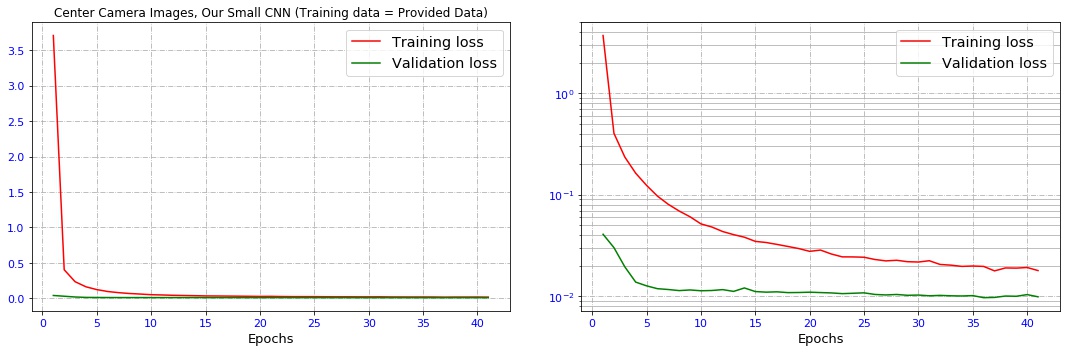 Center Camera Images, Our Small CNN (Training data = Provided Data)
Training loss
Validation loss
3.5
3.0
2.5
2.0
1.5
1.0
0.5
0.0
0 5 10 15 20 25 30 35 40
Epochs
Training loss
Validation loss
10⁰
10⁻¹
10⁻²
0 5 10 15 20 25 30 35 40
Epochs